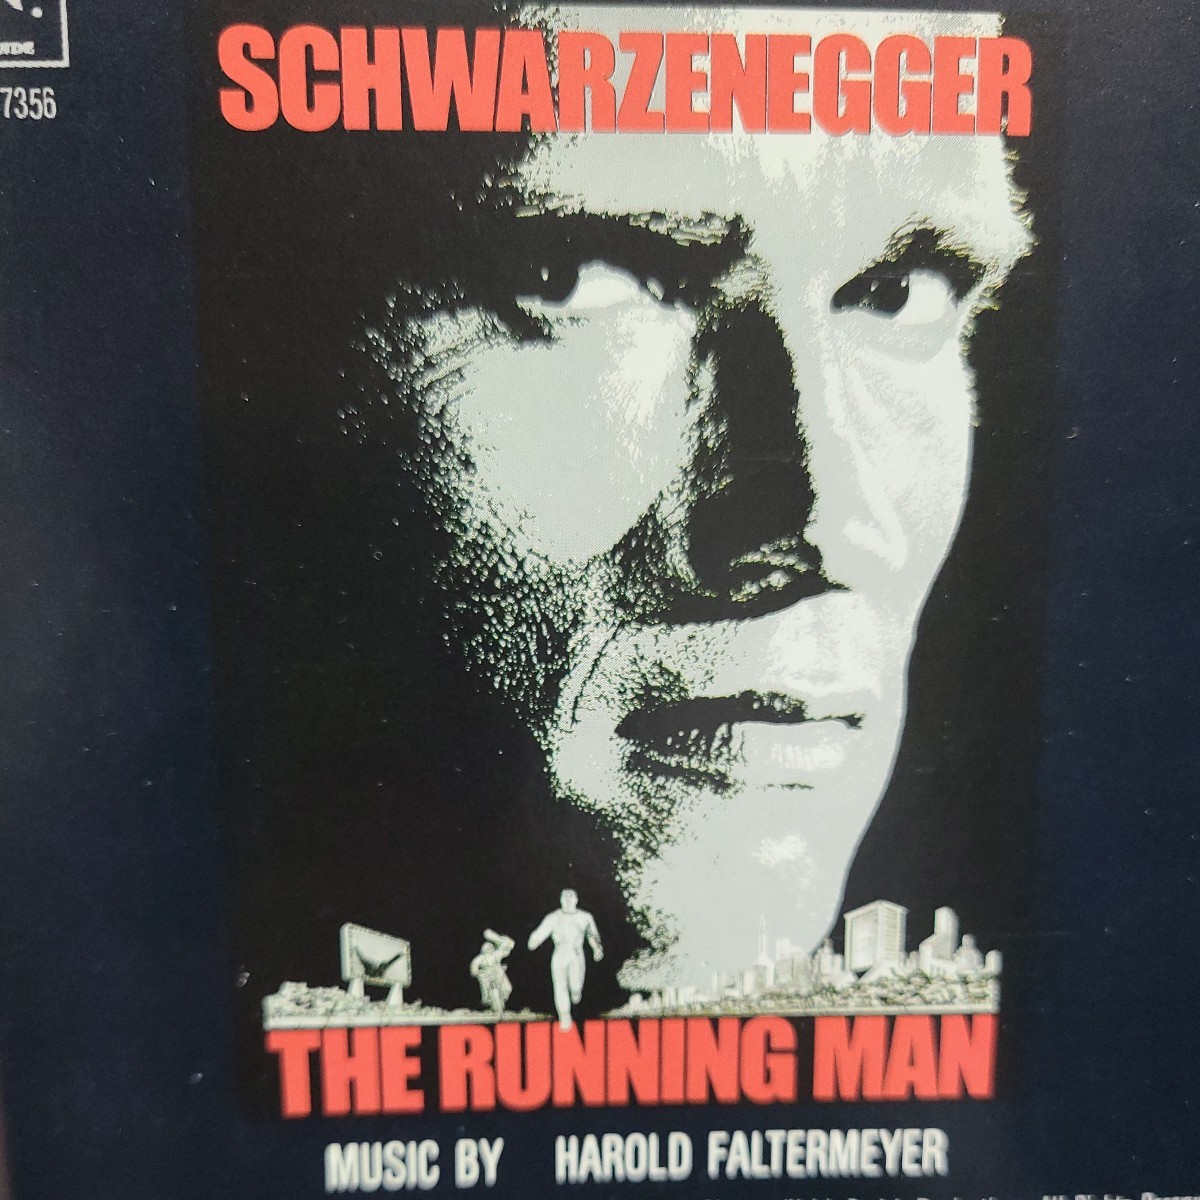 7356
SCHWARZENEGGER
THE RUNNING MAN
MUSIC BY HAROLD FALTERMEYER